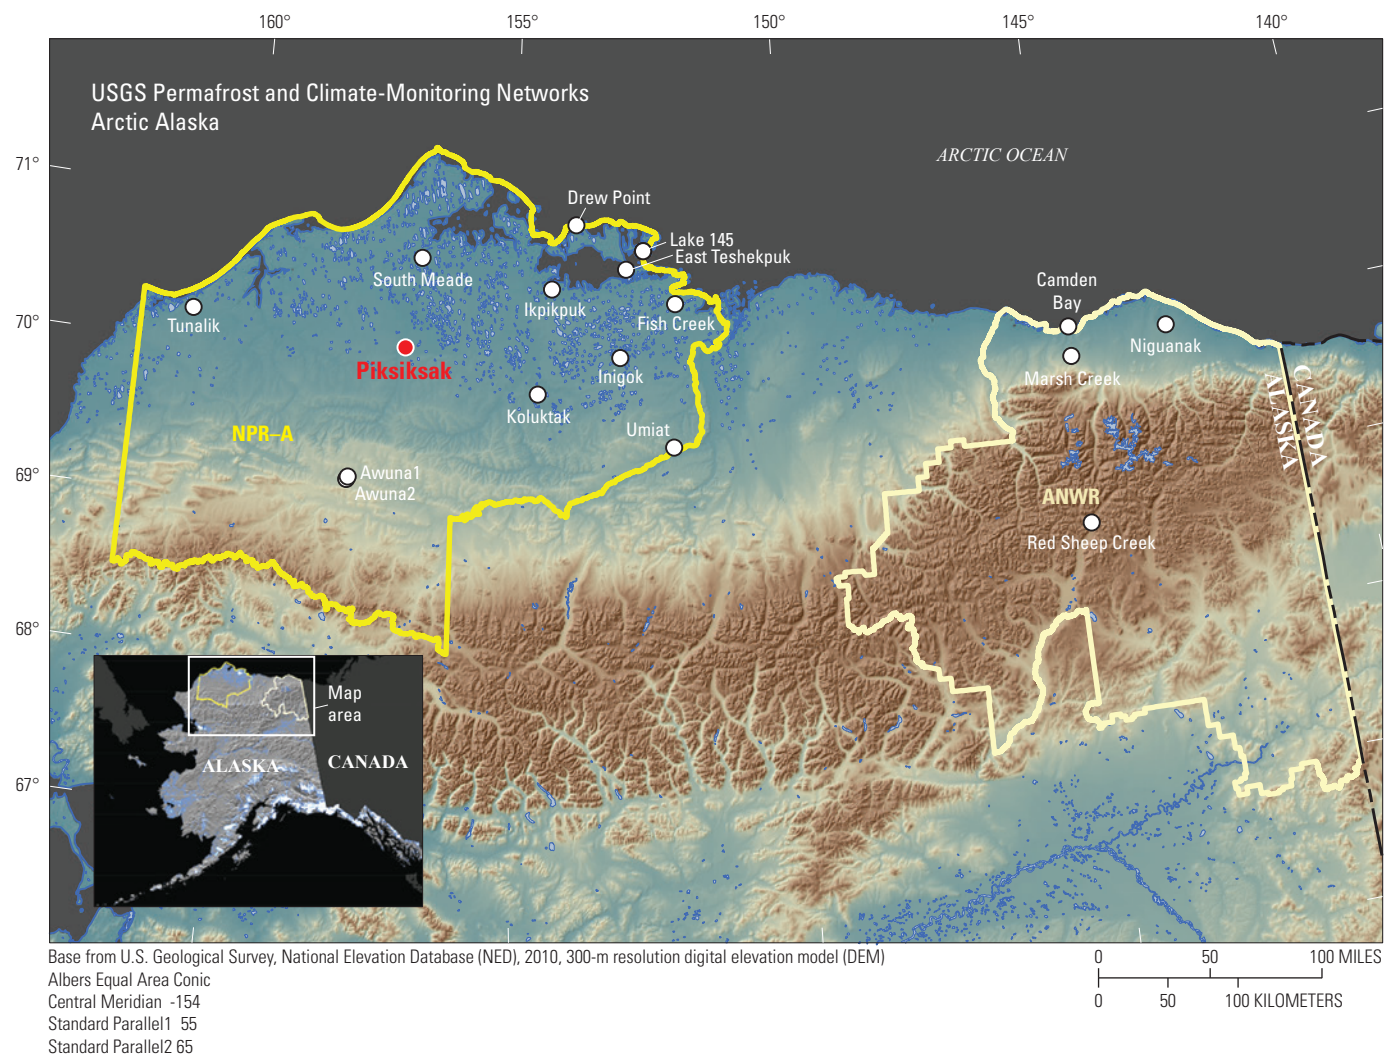 160°
155°
150°
145°
140°
USGS Permafrost and Climate-Monitoring Networks
Arctic Alaska
71°
70°
69°
68°
67°
ARCTIC OCEAN
Drew Point
Lake 145
East Teshekpuk
South Meade
Ikpikpuk
Fish Creek
Tunalik
Piksiksak
Inigok
Koluktak
Umiat
NPR–A
Awuna1
Awuna2
Camden
Bay
Niguanak
Marsh Creek
CANADA
ALASKA
ANWR
Red Sheep Creek
Map
area
ALASKA
CANADA
Base from U.S. Geological Survey, National Elevation Database (NED), 2010, 300-m resolution digital elevation model (DEM)
Albers Equal Area Conic
Central Meridian -154
Standard Parallel1 55
Standard Parallel2 65
0 50 100 MILES
0 50 100 KILOMETERS